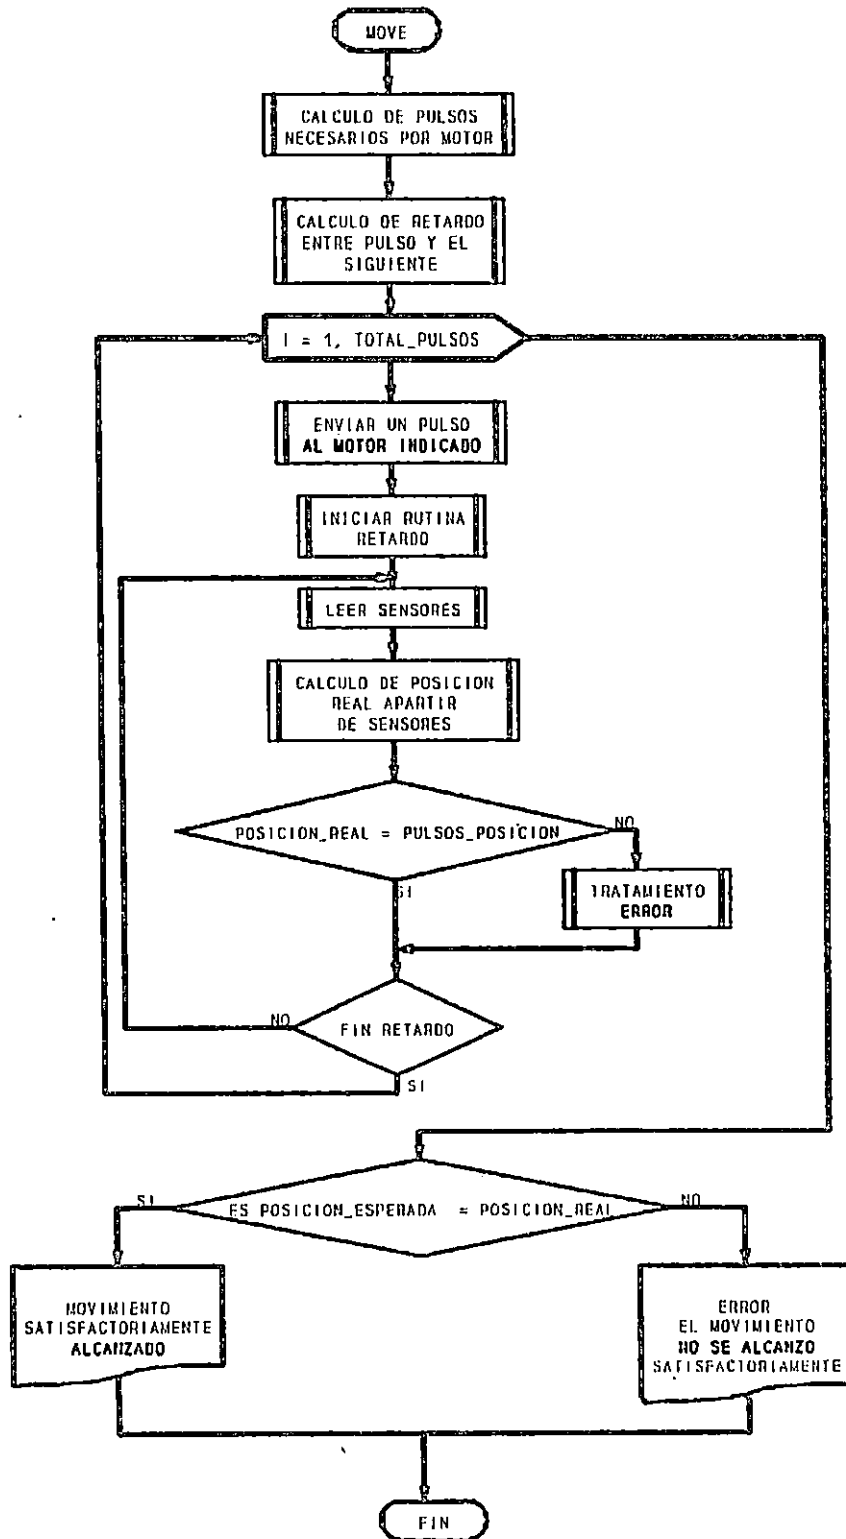 MOVE
CALCULO DE PULSOS
NECESARIOS POR MOTOR
CALCULO DE RETARDO
ENTRE PULSO Y EL
SIGUIENTE
I = 1, TOTAL_PULSOS
ENVIAR UN PULSO
AL MOTOR INDICADO
INICIAR RUTINA
RETARDO
LEER SENSORES
CALCULO DE POSICION
REAL APARTIR
DE SENSORES
POSICION_REAL = PULSOS_POSICION
NO
SI
TRATAMIENTO
ERROR
FIN RETARDO
NO
SI
ES POSICION_ESPERADA = POSICION_REAL
SI
NO
MOVIMIENTO
SATISFACTORIAMENTE
ALCANZADO
ERROR
EL MOVIMIENTO
NO SE ALCANZO
SATISFACTORIAMENTE
FIN